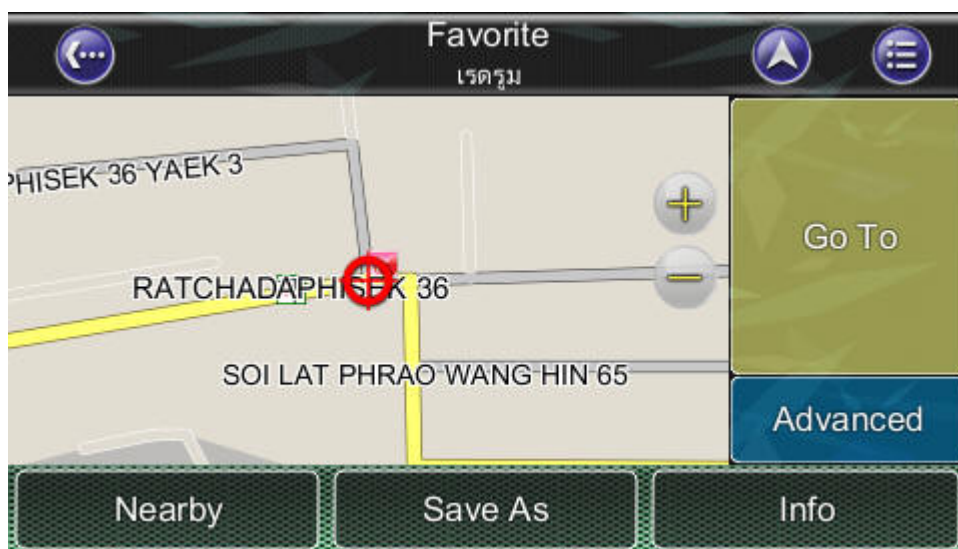 Favorite
เรดรูม
PHISEK 36 YAEK 3
Go To
RATCHADAPHISEK 36
SOI LAT PHRAO WANG HIN 65
Advanced
Nearby
Save As
Info